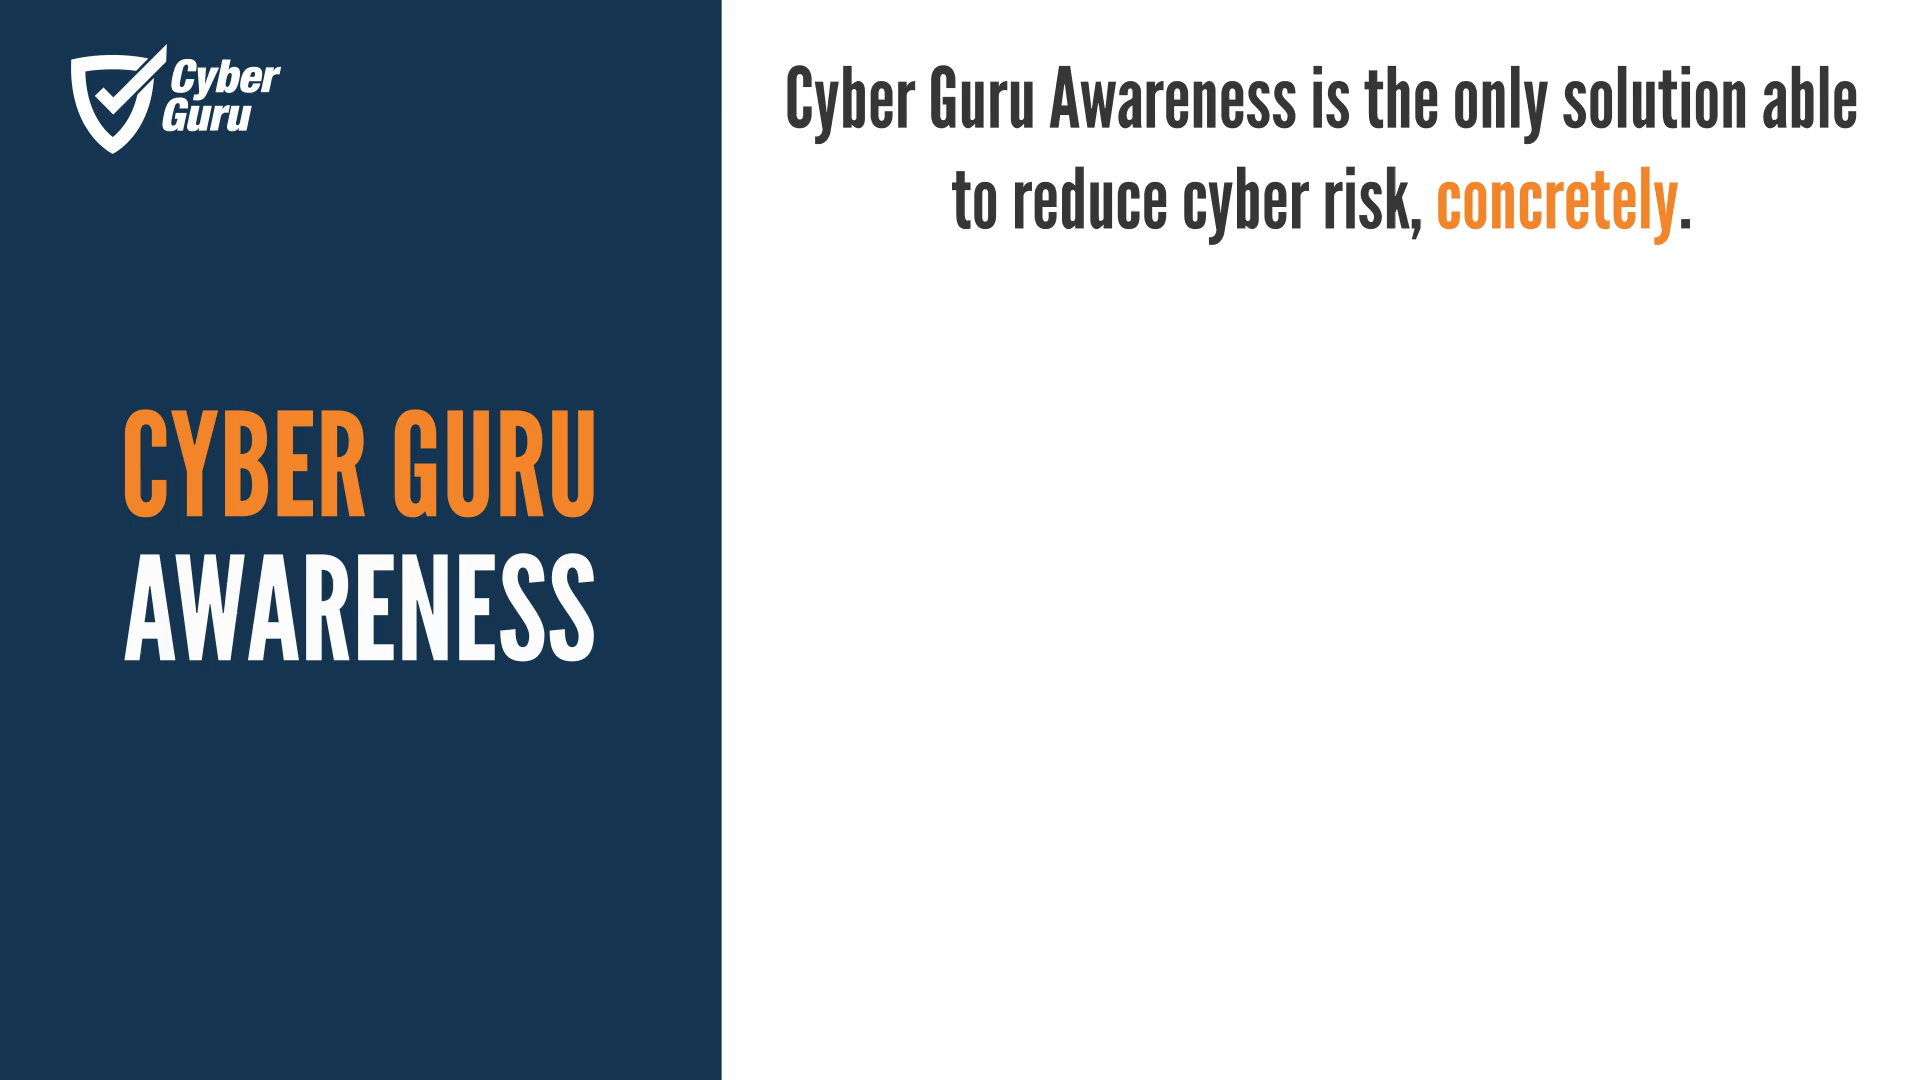 Cyber
Guru
CYBER GURU
AWARENESS
Cyber Guru Awareness is the only solution able
to reduce cyber risk, concretely.